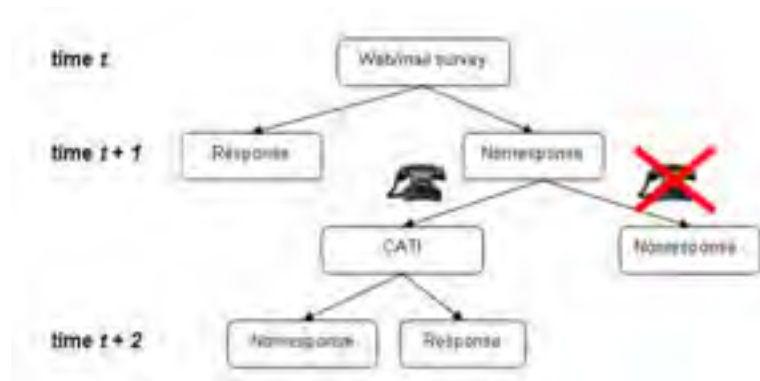 time t
Web/mail survey
time t + 1
Response
Nonresponse
CATI
Nonresponse
time t + 2
Nonresponse
Response